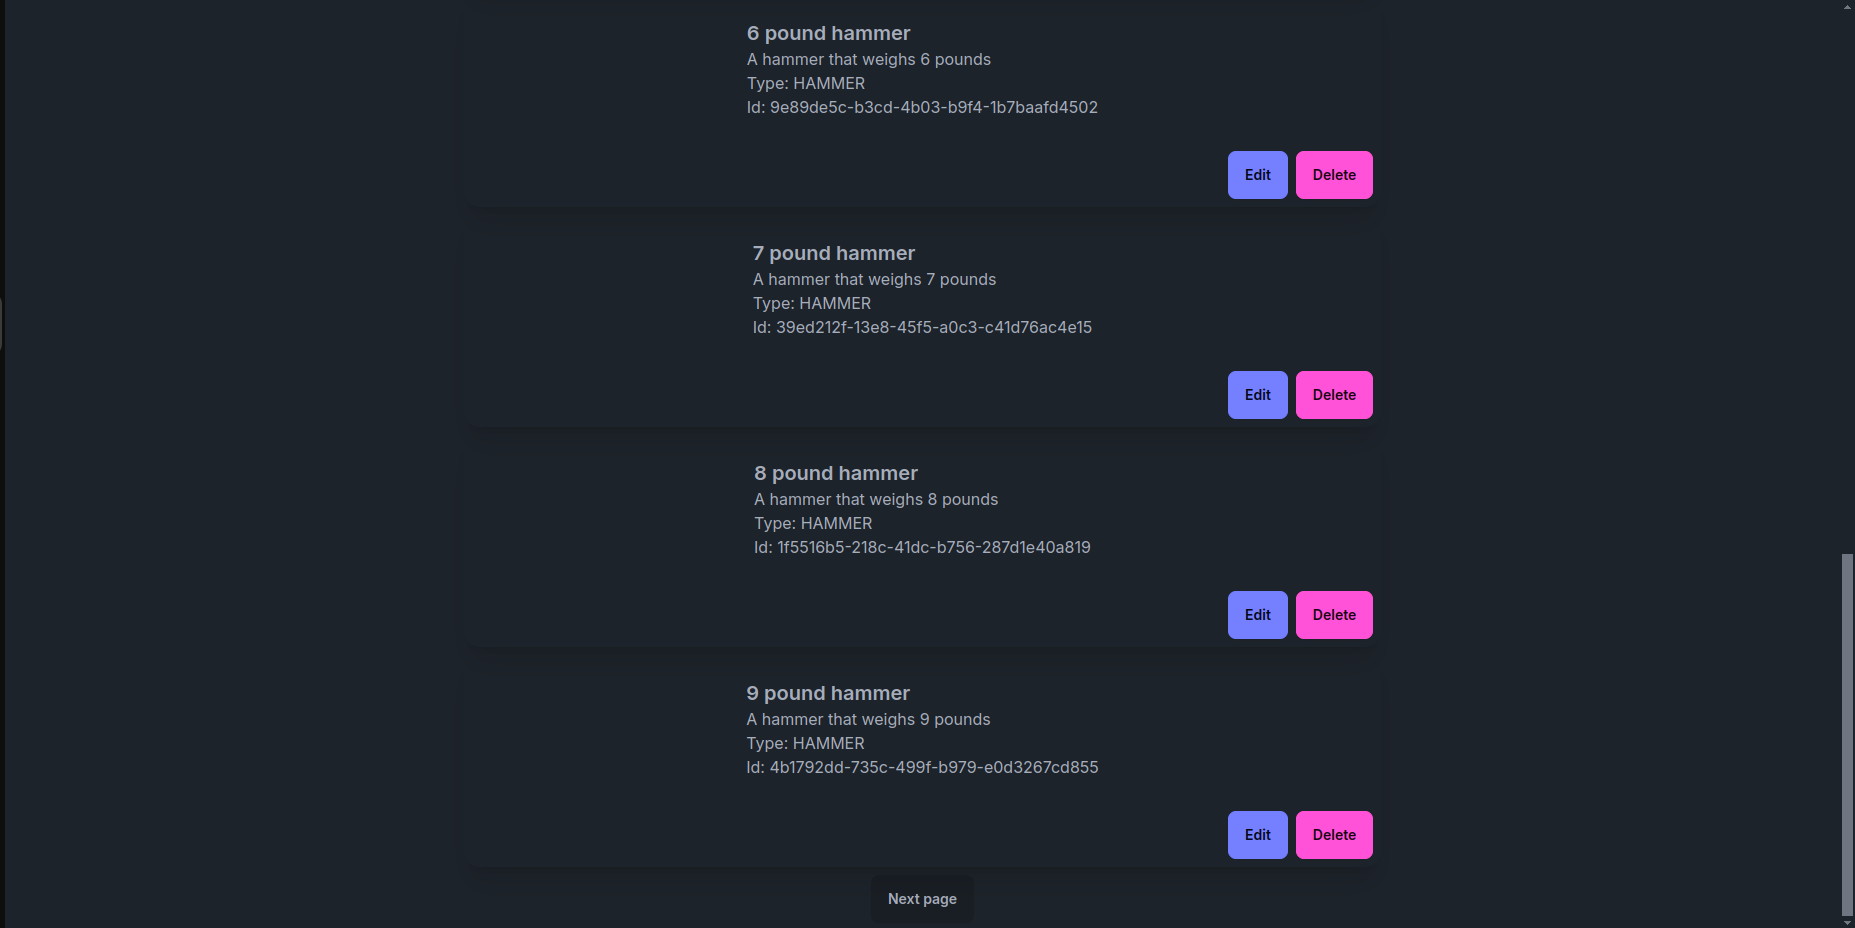 6 pound hammer
A hammer that weighs 6 pounds
Type: HAMMER
Id: 9e89de5c-b3cd-4b03-b9f4-1b7baafd4502
Edit Delete
7 pound hammer
A hammer that weighs 7 pounds
Type: HAMMER
Id: 39ed212f-13e8-45f5-a0c3-c41d76ac4e15
Edit Delete
8 pound hammer
A hammer that weighs 8 pounds
Type: HAMMER
Id: 1f5516b5-218c-41dc-b756-287d1e40a819
Edit Delete
9 pound hammer
A hammer that weighs 9 pounds
Type: HAMMER
Id: 4b1792dd-735c-499f-b979-e0d3267cd855
Edit Delete
Next page